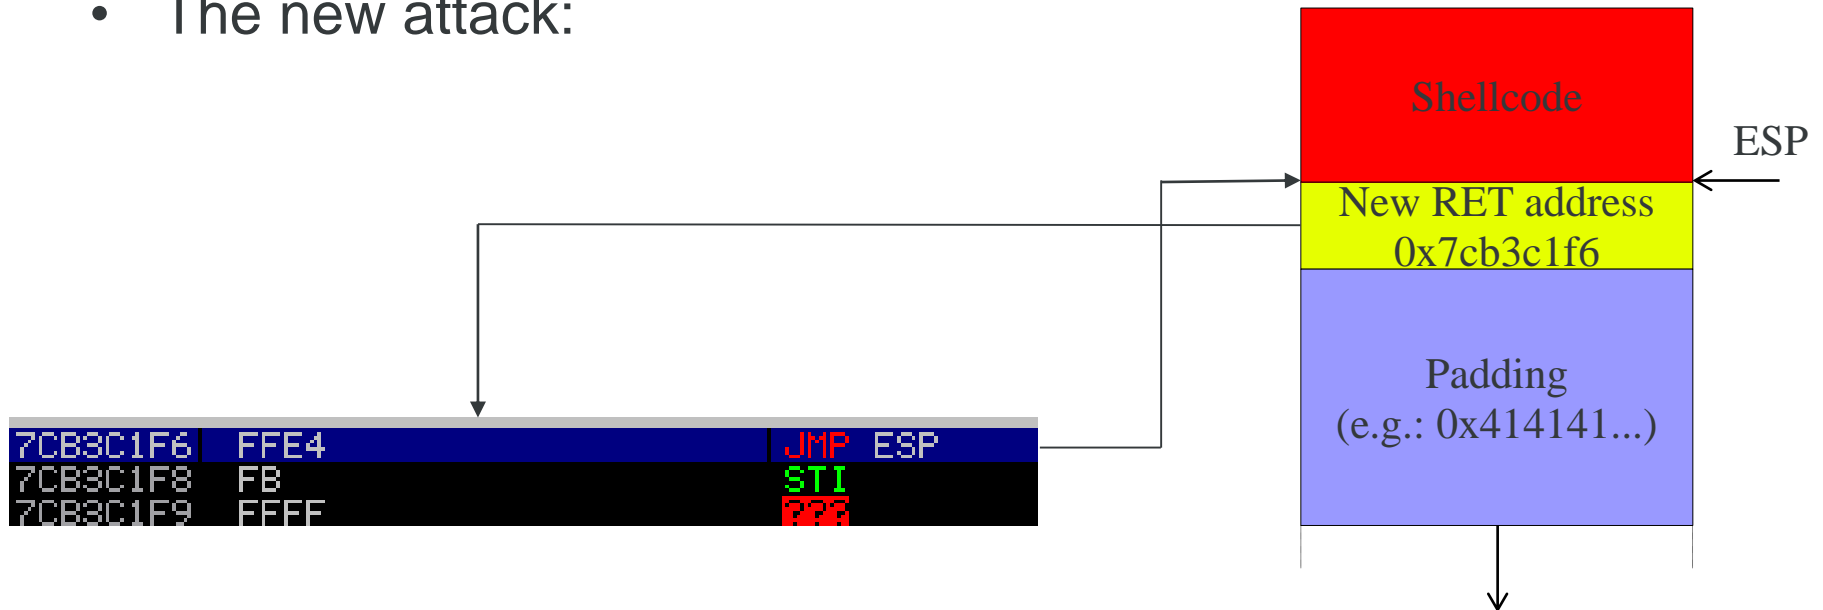 • The new attack:
Shellcode
ESP
New RET address
0x7cb3c1f6
Padding
(e.g.: 0x414141...)
7CB3C1F6 FFE4 JMP ESP
7CB3C1F8 FB STI
7CB3C1F9 FFFF ???